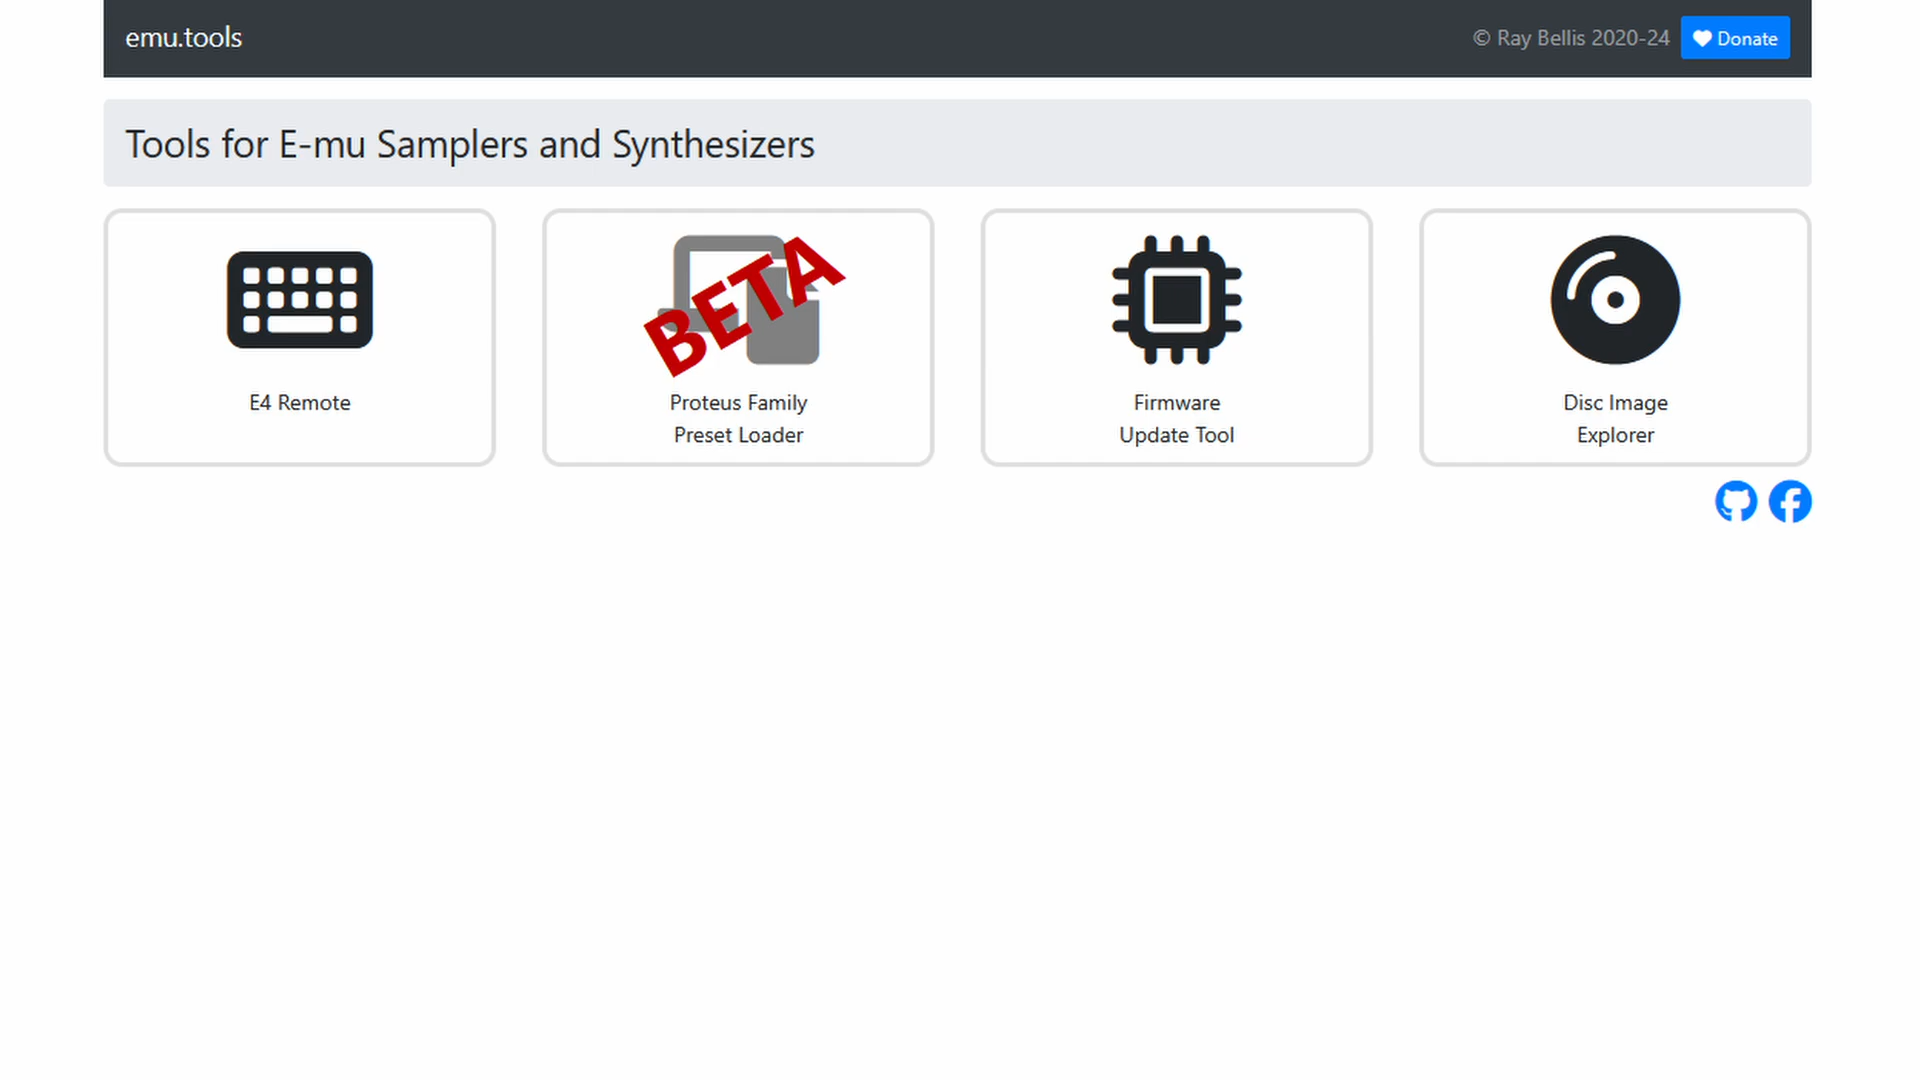 emu.tools
© Ray Bellis 2020-24
Donate
Tools for E-mu Samplers and Synthesizers
E4 Remote
BETA
Proteus Family
Preset Loader
Firmware
Update Tool
Disc Image
Explorer